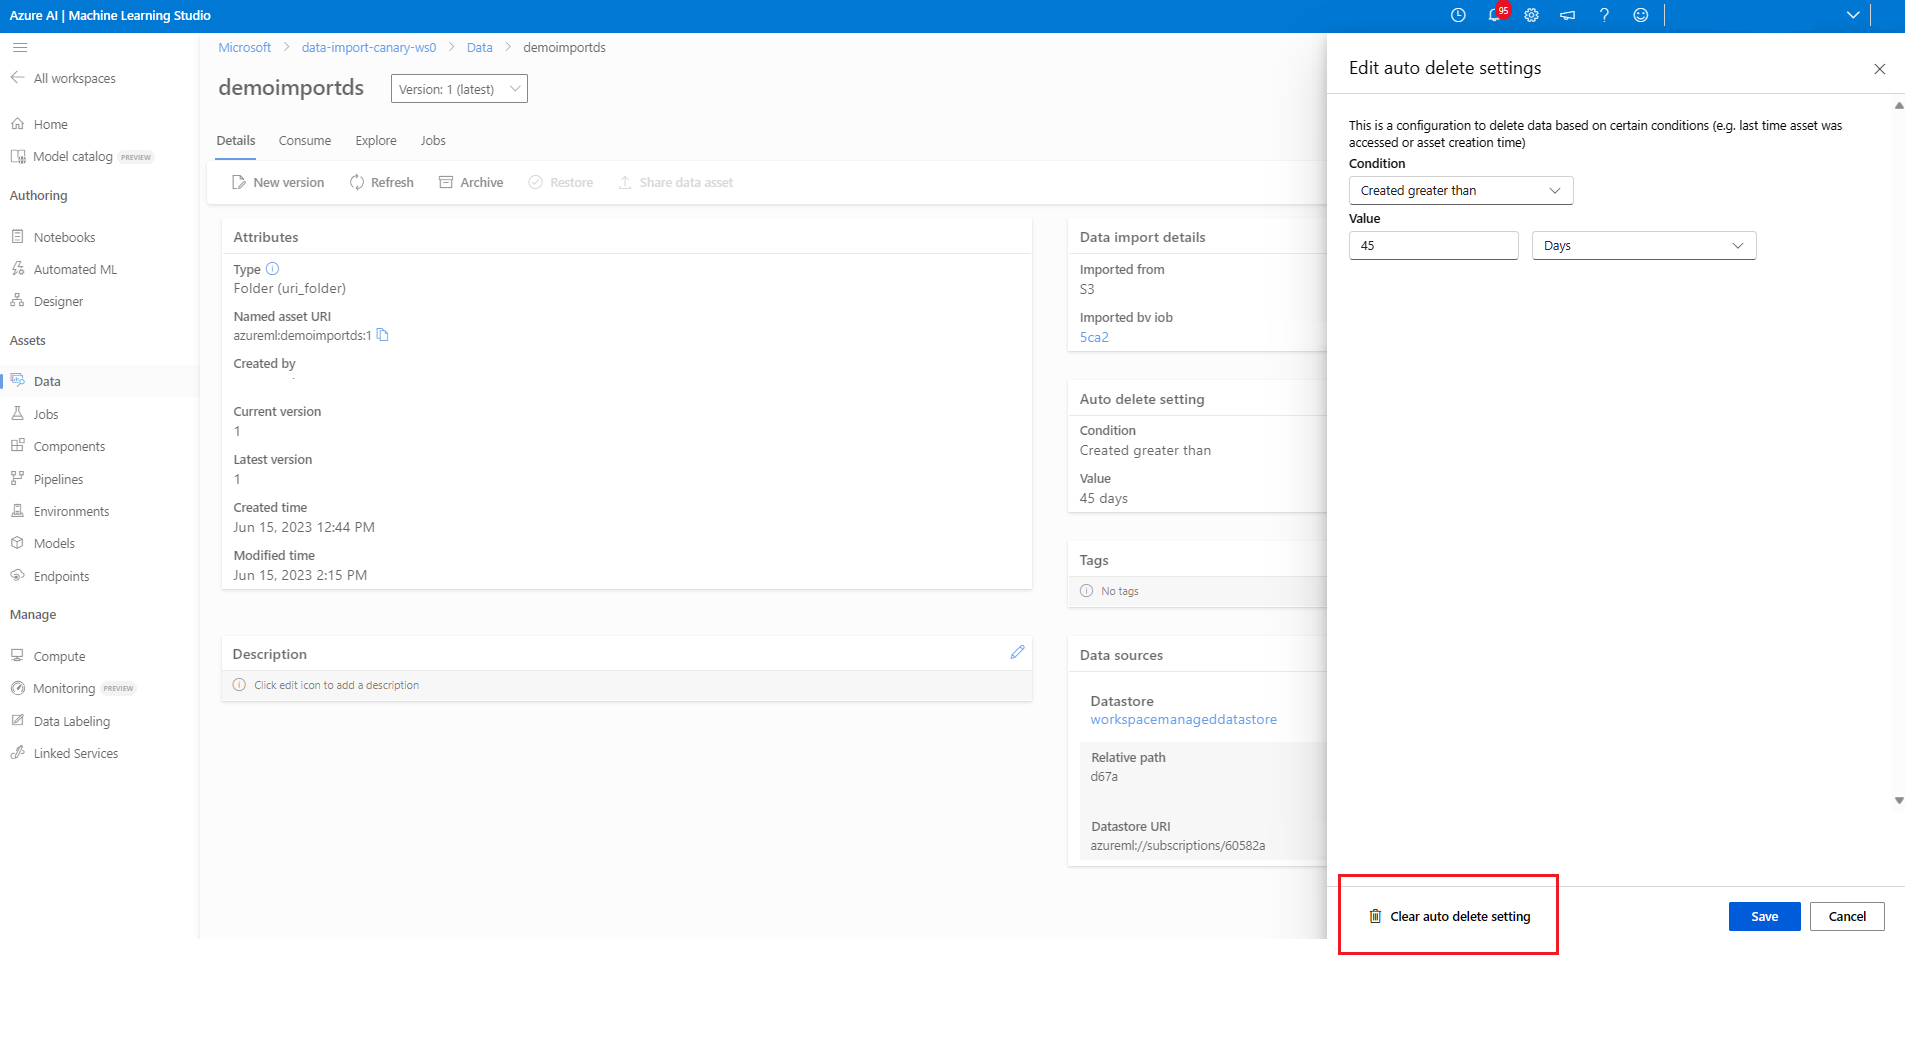 Azure AI | Machine Learning Studio
95
All workspaces
Home
Model catalog PREVIEW
Authoring
Notebooks
Automated ML
Designer
Assets
Data
Jobs
Components
Pipelines
Environments
Models
Endpoints
Manage
Compute
Monitoring PREVIEW
Data Labeling
Linked Services
Microsoft > data-import-canary-ws0 > Data > demoimportds
demoimportds
Version: 1 (latest)
Details Consume Explore Jobs
New version Refresh Archive Restore Share data asset
Attributes
Type
Folder (uri_folder)
Named asset URI
azureml:demoimportds:1
Created by
Current version
1
Latest version
1
Created time
Jun 15, 2023 12:44 PM
Modified time
Jun 15, 2023 2:15 PM
Description
Click edit icon to add a description
Data import details
Imported from
S3
Imported by job
5ca2
Auto delete setting
Condition
Created greater than
Value
45 days
Tags
No tags
Data sources
Datastore
workspacemanageddatastore
Relative path
d67a
Datastore URI
azureml://subscriptions/60582a
Edit auto delete settings
This is a configuration to delete data based on certain conditions (e.g. last time asset was
accessed or asset creation time)
Condition
Created greater than
Value
45 Days
Clear auto delete setting
Save Cancel